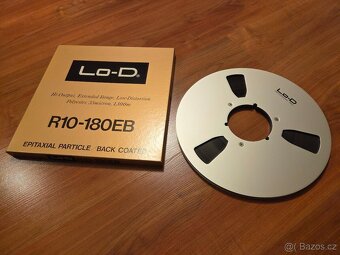 Lo-D
Hi-Output, Extended Range, Low-Distortion
Polyester, 35micron, 1,100m
R10-180EB
EPITAXIAL PARTICLE / BACK COATED
Lo-D
Bazos.cz